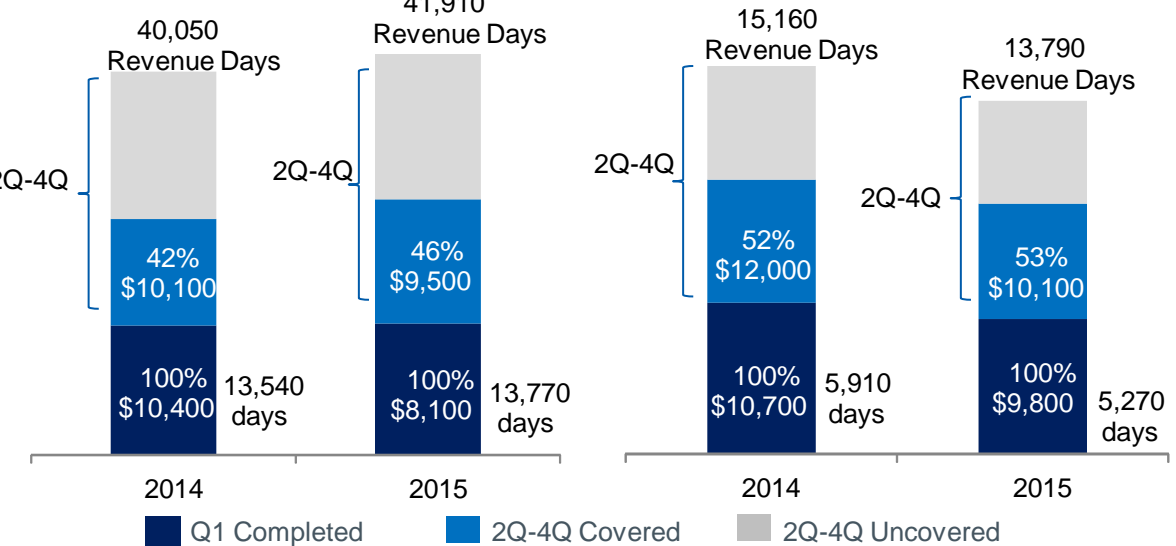 40,050
Revenue Days
41,910
Revenue Days
15,160
Revenue Days
13,790
Revenue Days
2Q-4Q
2Q-4Q
2Q-4Q
2Q-4Q
42%
$10,100
46%
$9,500
52%
$12,000
53%
$10,100
100%
$10,400
13,540
days
100%
$8,100
13,770
days
100%
$10,700
5,910
days
100%
$9,800
5,270
days
2014
2015
2014
2015
Q1 Completed
2Q-4Q Covered
2Q-4Q Uncovered